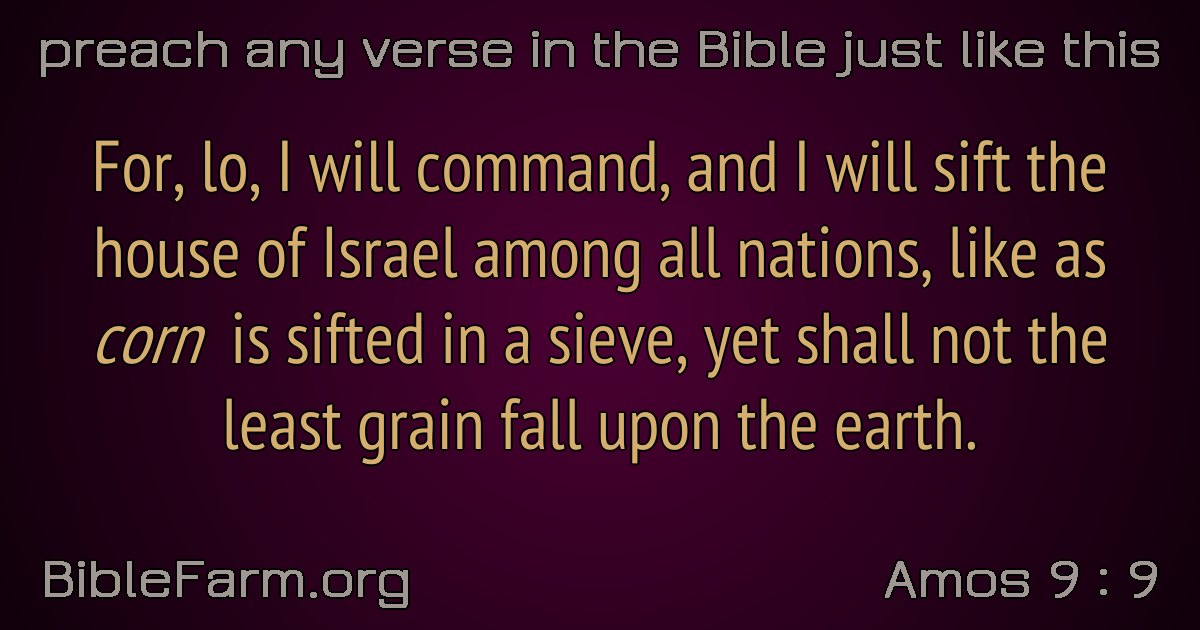 preach any verse in the Bible just like this
For, lo, I will command, and I will sift the
house of Israel among all nations, like as
corn is sifted in a sieve, yet shall not the
least grain fall upon the earth.
BibleFarm.org
Amos 9 : 9